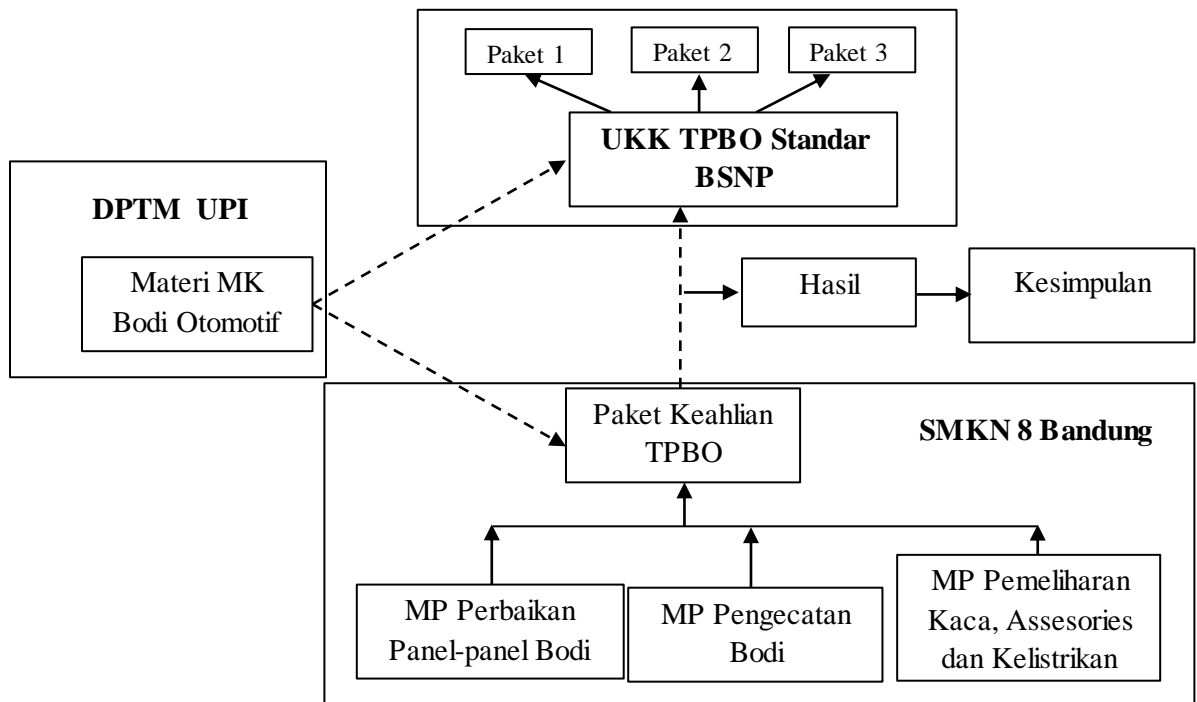 Paket 1
Paket 2
Paket 3
UKK TPBO Standar
BSNP
DPTM UPI
Materi MK
Bodi Otomotif
Hasil
Kesimpulan
Paket Keahlian
TPBO
SMKN 8 Bandung
MP Perbaikan
Panel-panel Bodi
MP Pengecatan
Bodi
MP Pemeliharan
Kaca, Assesories
dan Kelistrikan